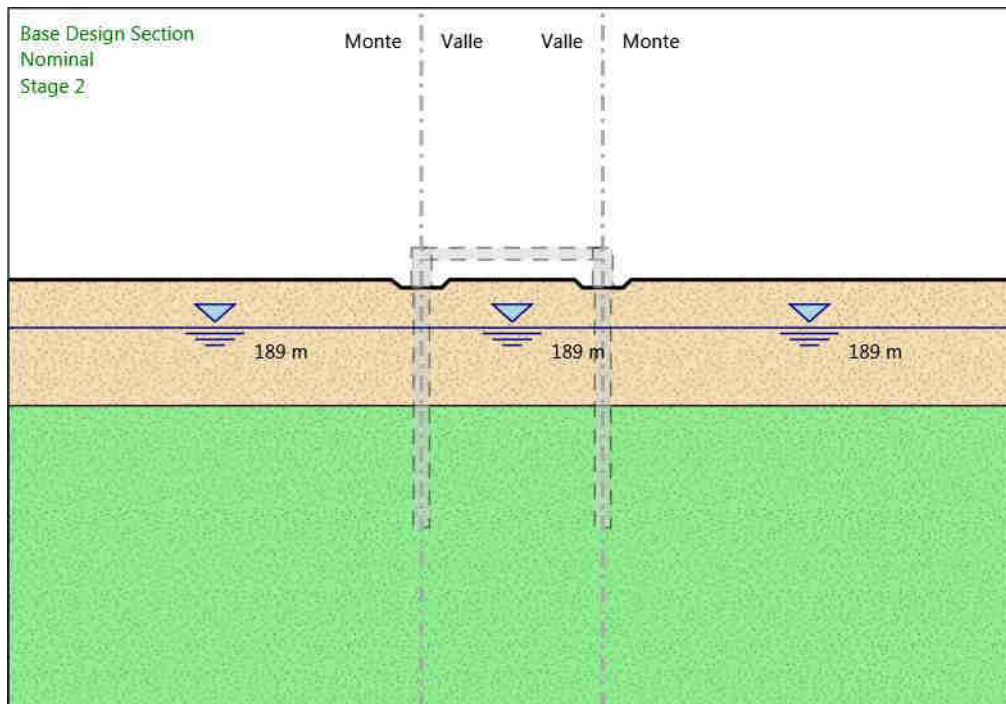 Base Design Section
Nominal
Stage 2
Monte Valle Valle Monte
189 m 189 m 189 m